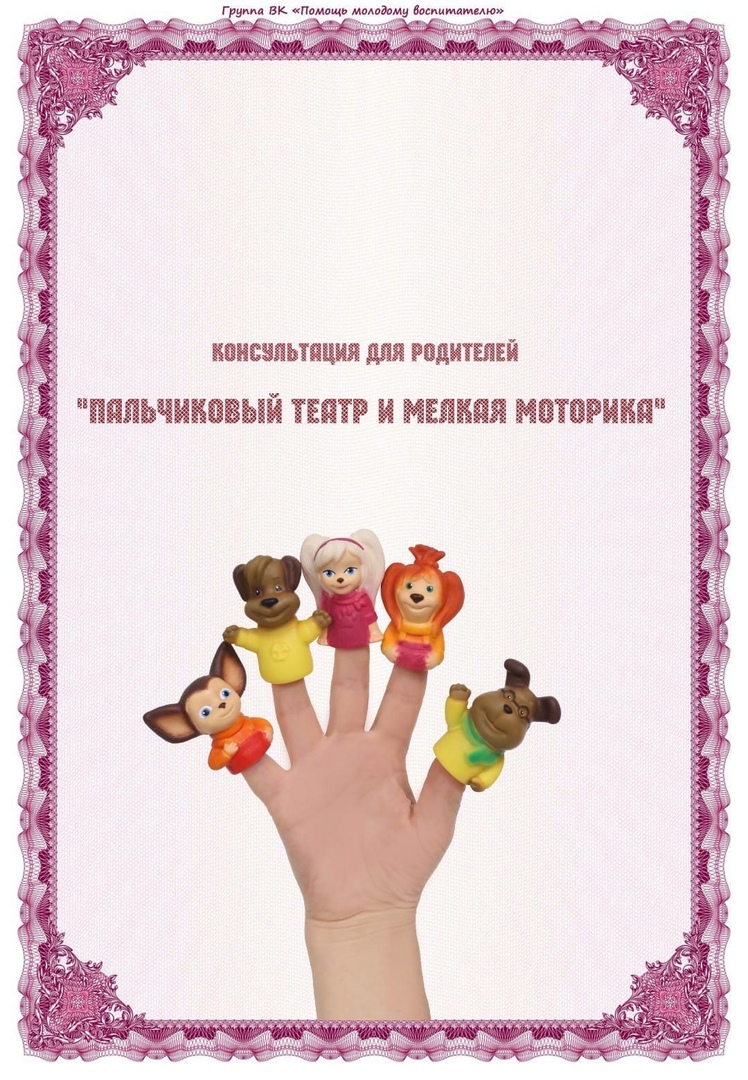 Группа ВК «Помощь молодому воспитателю»
КОНСУЛЬТАЦИЯ ДЛЯ РОДИТЕЛЕЙ
"ПАЛЬЧИКОВЫЙ ТЕАТР И МЕЛКАЯ МОТОРИКА"